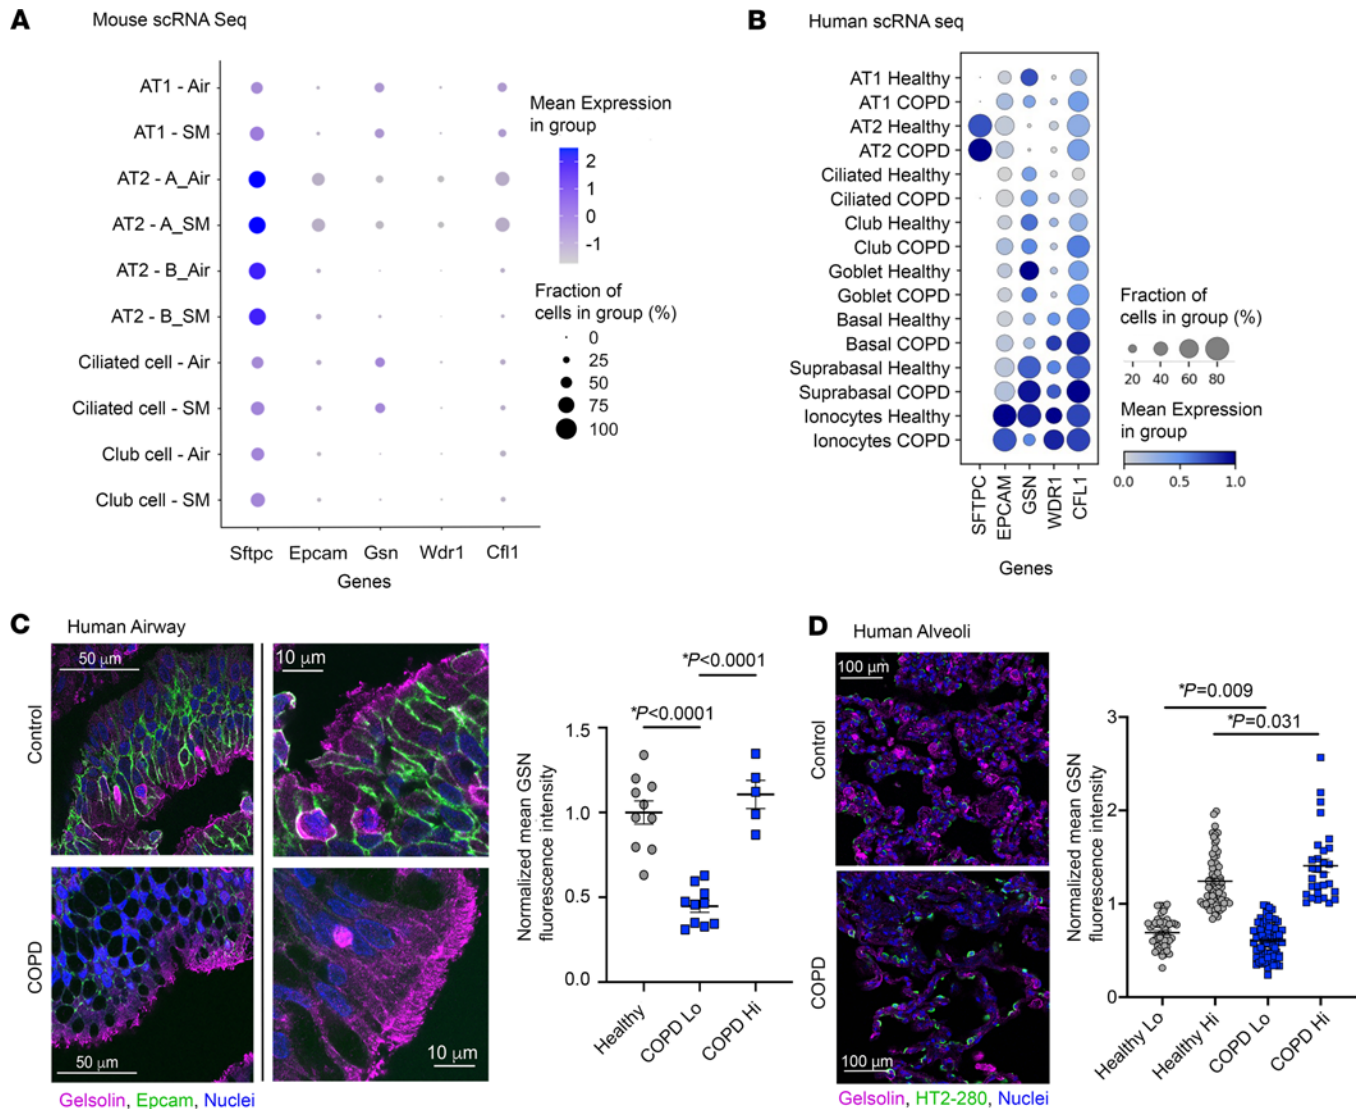 A
Mouse scRNA Seq
AT1 - Air
AT1 - SM
AT2 - A_Air
AT2 - A_SM
AT2 - B_Air
AT2 - B_SM
Ciliated cell - Air
Ciliated cell - SM
Club cell - Air
Club cell - SM
Sftpc Epcam Gsn Wdr1 Cfl1
Genes
Mean Expression
in group
2
1
0
-1
Fraction of
cells in group (%)
0
25
50
75
100
B
Human scRNA seq
AT1 Healthy
AT1 COPD
AT2 Healthy
AT2 COPD
Ciliated Healthy
Ciliated COPD
Club Healthy
Club COPD
Goblet Healthy
Goblet COPD
Basal Healthy
Basal COPD
Suprabasal Healthy
Suprabasal COPD
Ionocytes Healthy
Ionocytes COPD
SFTPC
EPCAM
GSN
WDR1
CFL1
Genes
Fraction of
cells in group (%)
20 40 60 80
Mean Expression
in group
0.0 0.5 1.0
C
Human Airway
50 µm
10 µm
Control
COPD
50 µm
10 µm
Gelsolin, Epcam, Nuclei
*P<0.0001
*P<0.0001
Normalized mean GSN
fluorescence intensity
1.5
1.0
0.5
0.0
Healthy
COPD Lo
COPD Hi
D
Human Alveoli
100 µm
Control
COPD
100 µm
Gelsolin, HT2-280, Nuclei
*P=0.009
*P=0.031
Normalized mean GSN
fluorescence intensity
3
2
1
0
Healthy Lo
Healthy Hi
COPD Lo
COPD Hi